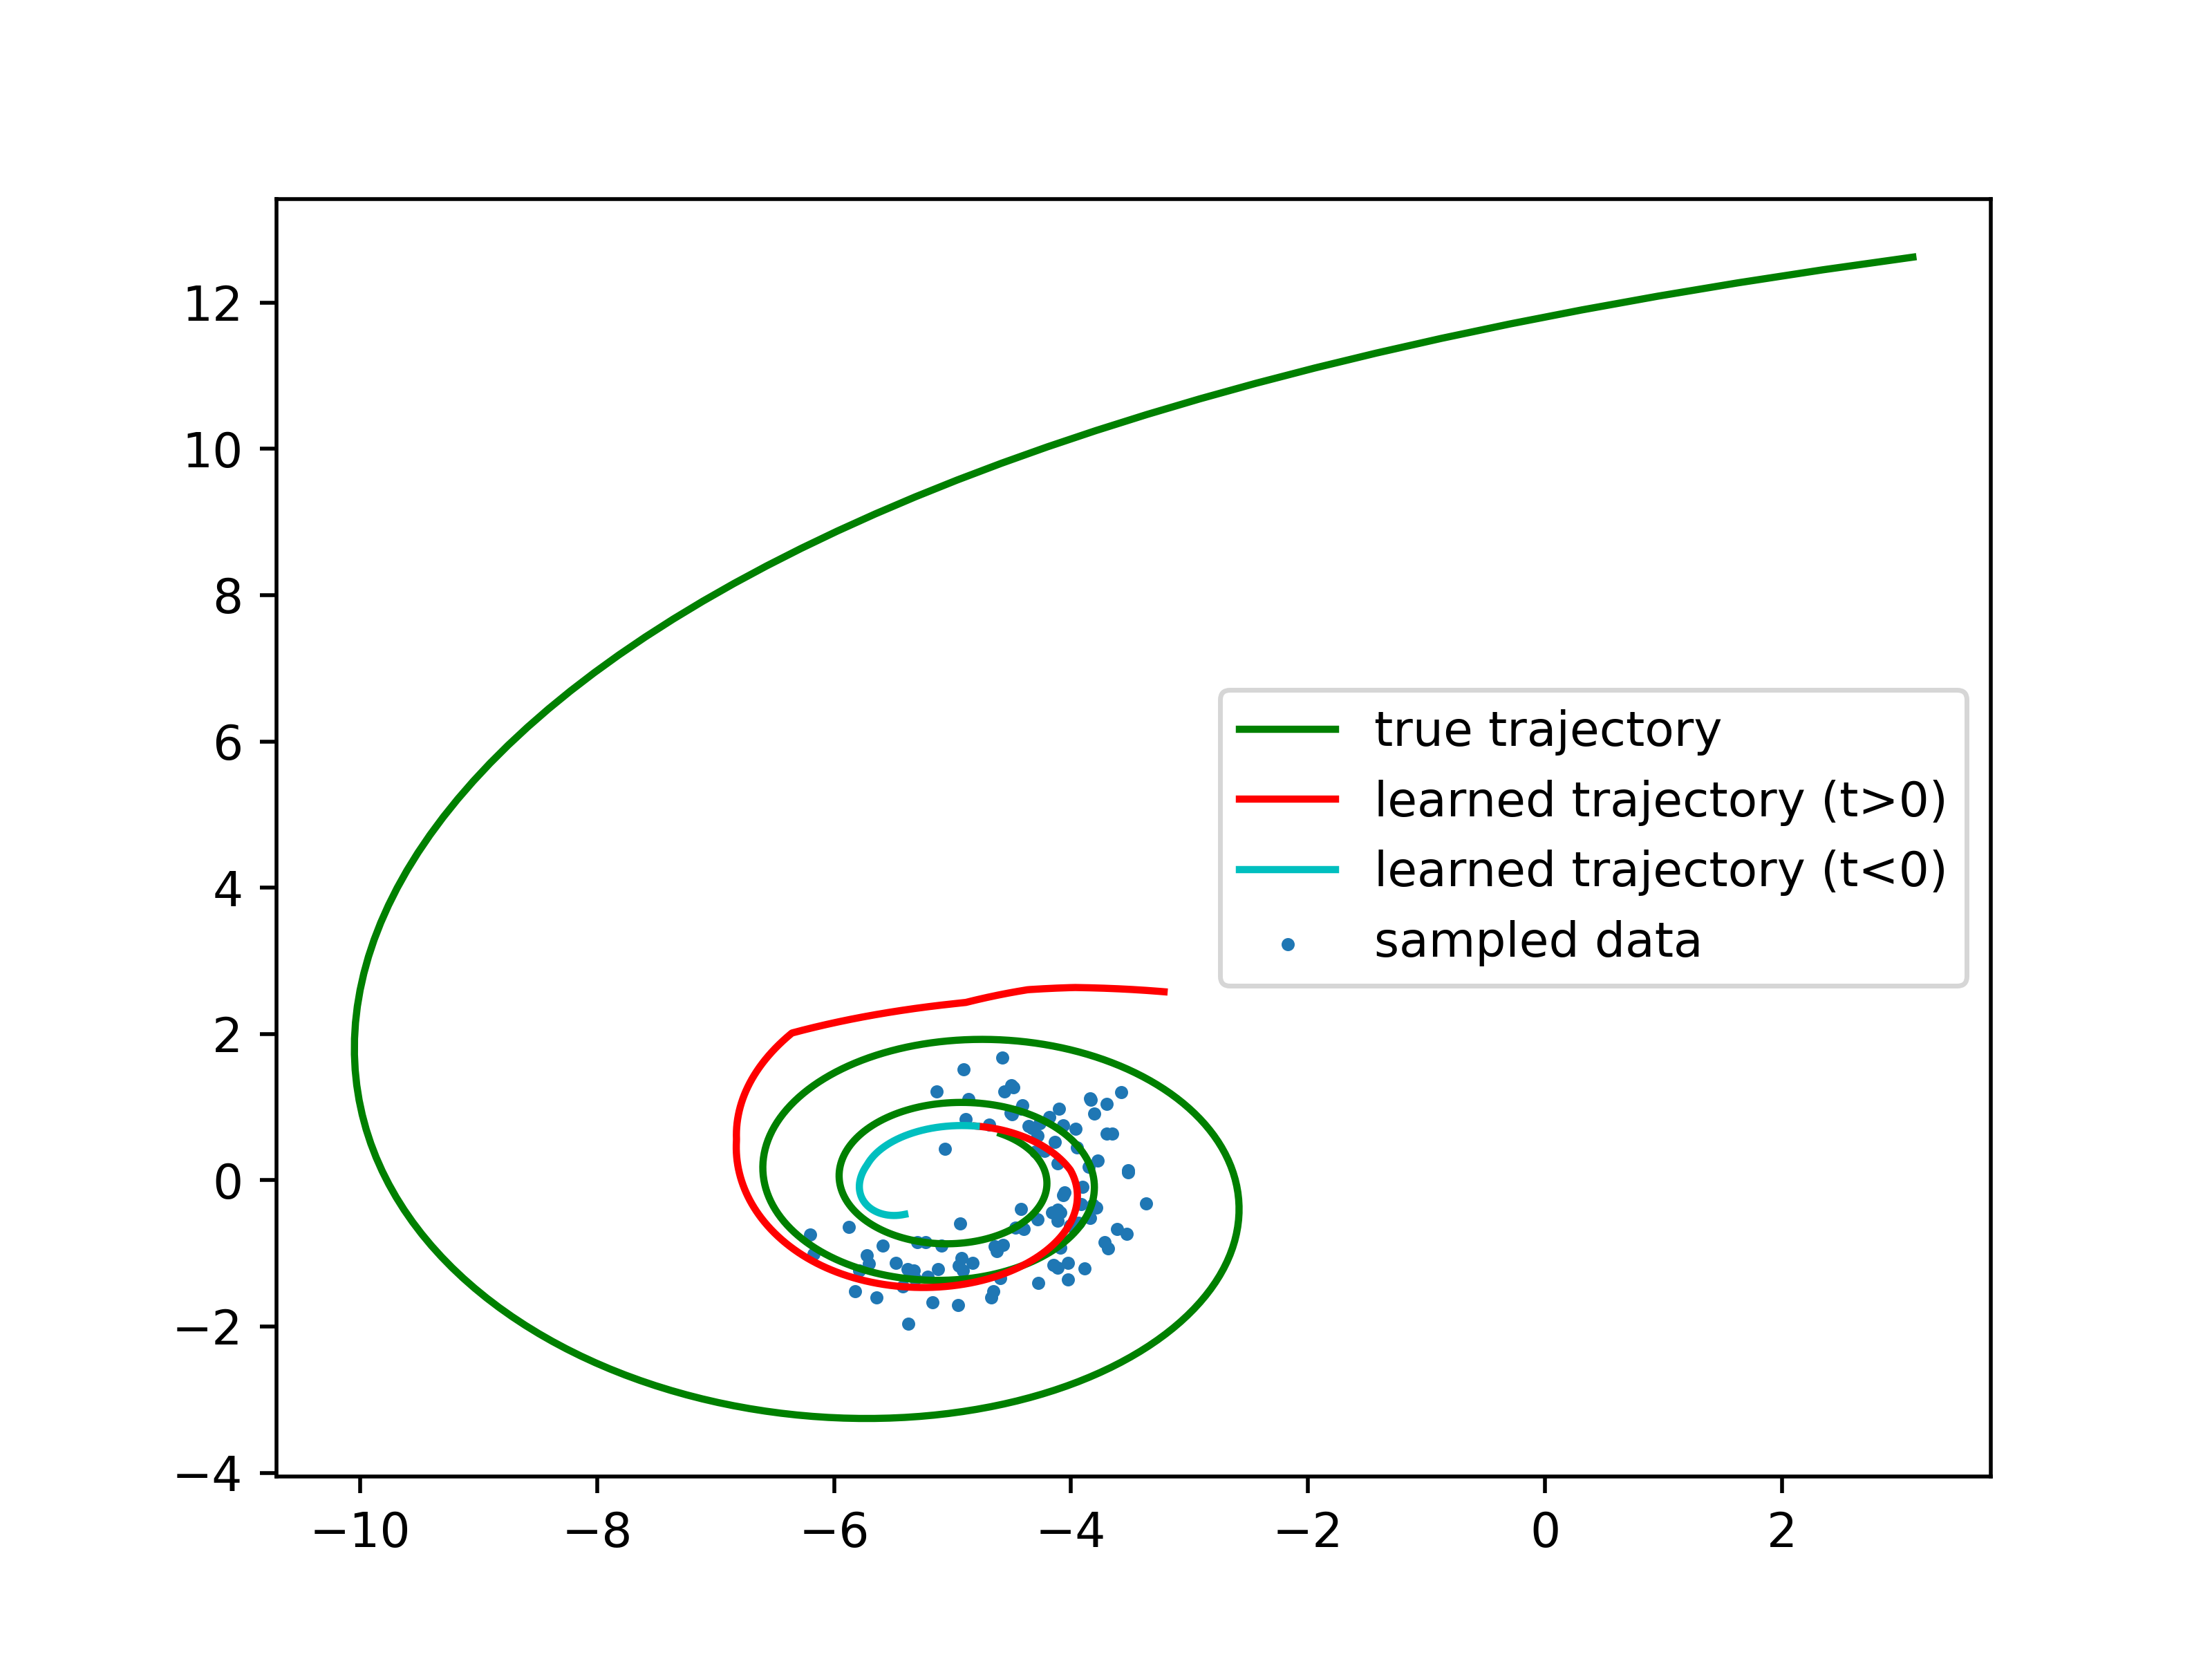 12
10
8
6
4
2
0
−2
−4
true trajectory
learned trajectory (t>0)
learned trajectory (t<0)
sampled data
−10 −8 −6 −4 −2 0 2